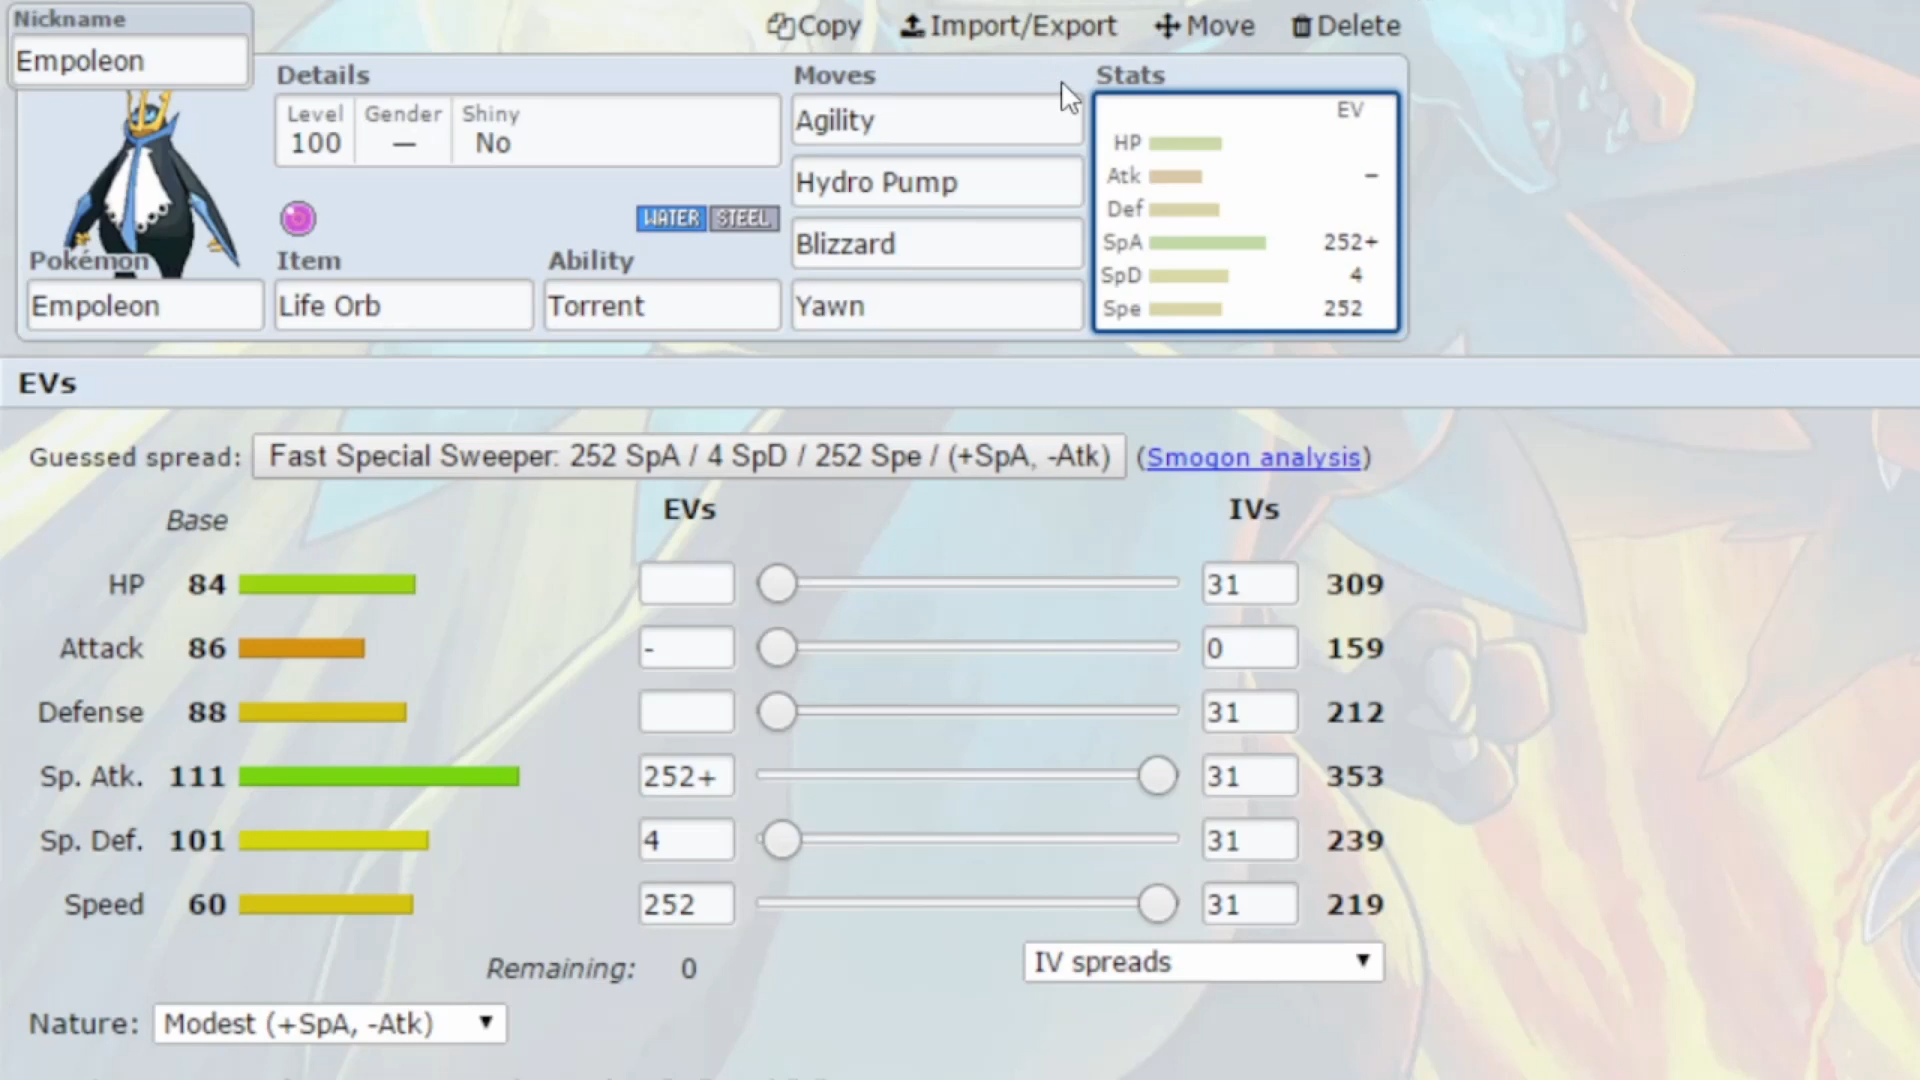 Nickname
Empoleon
Copy Import/Export Move Delete
Details
Level Gender Shiny
100 — No
WATER STEEL
Pokémon Item Ability
Empoleon Life Orb Torrent
Moves
Agility
Hydro Pump
Blizzard
Yawn
Stats
EV
HP
Atk –
Def
SpA 252+
SpD 4
Spe 252
EVs
Guessed spread: Fast Special Sweeper: 252 SpA / 4 SpD / 252 Spe / (+SpA, -Atk) (Smogon analysis)
Base EVs IVs
HP 84 31 309
Attack 86 - 0 159
Defense 88 31 212
Sp. Atk. 111 252+ 31 353
Sp. Def. 101 4 31 239
Speed 60 252 31 219
Remaining: 0 IV spreads
Nature: Modest (+SpA, -Atk)